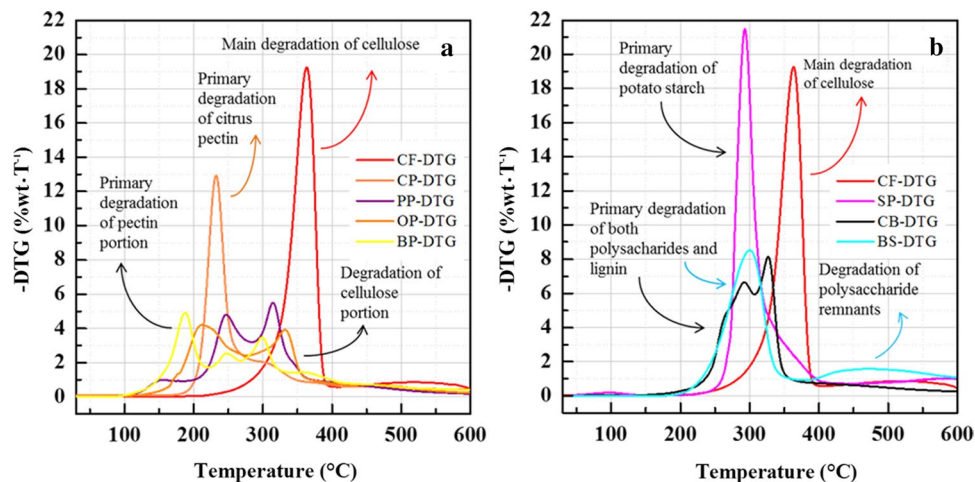 a
22
20
18
16
14
12
10
8
6
4
2
0
-DTG (%wt·T⁻¹)
Main degradation of cellulose
Primary
degradation
of citrus
pectin
Primary
degradation
of pectin
portion
CF-DTG
CP-DTG
PP-DTG
OP-DTG
BP-DTG
Degradation of
cellulose
portion
100
200
300
400
500
600
Temperature (°C)
b
22
20
18
16
14
12
10
8
6
4
2
0
-DTG (%wt·T⁻¹)
Primary
degradation of
potato starch
Main degradation
of cellulose
CF-DTG
SP-DTG
CB-DTG
BS-DTG
Primary degradation
of both
polysacharides and
lignin
Degradation of
polysaccharide
remnants
100
200
300
400
500
600
Temperature (°C)